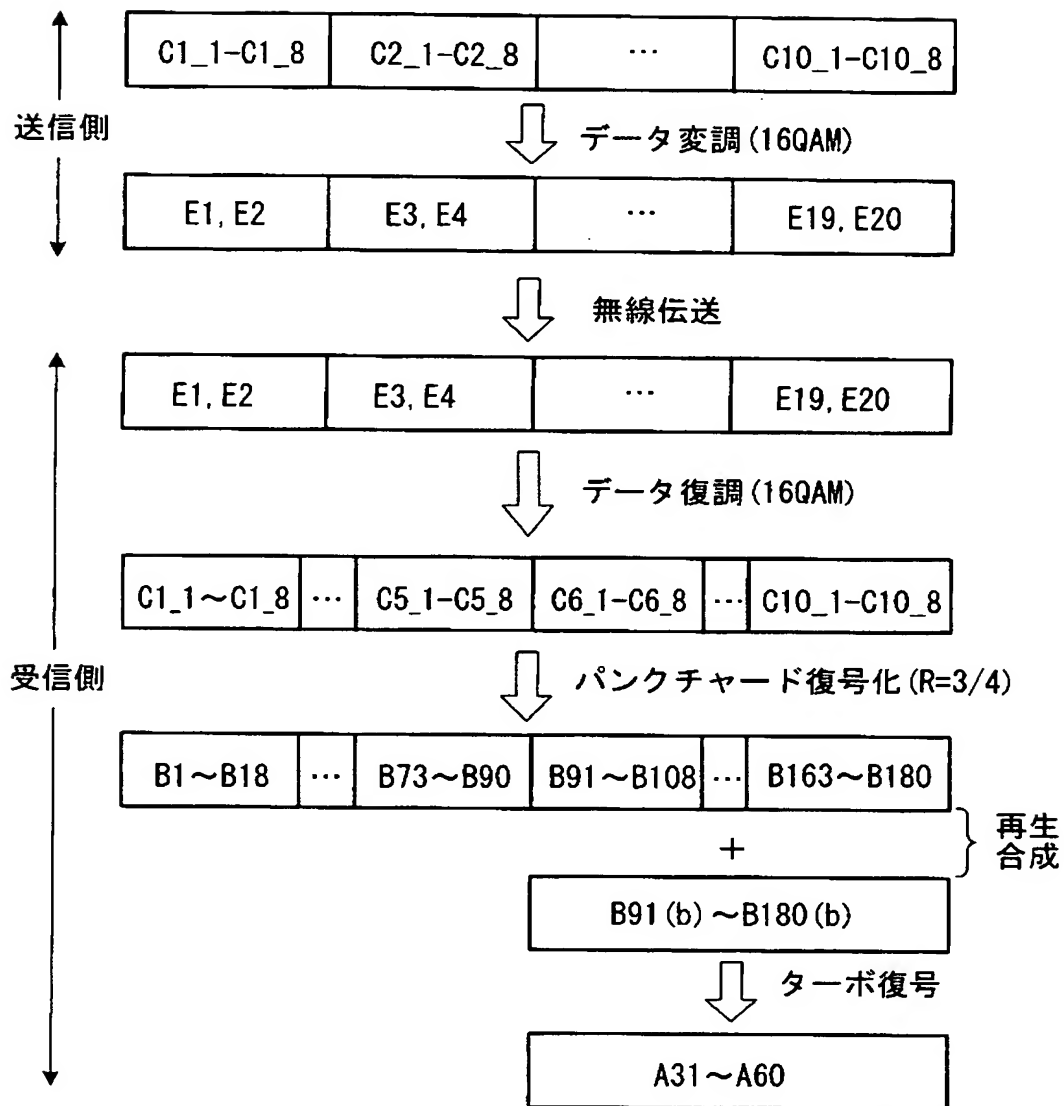 C1_1-C1_8 C2_1-C2_8 … C10_1-C10_8
送信側
データ変調(16QAM)
E1, E2 E3, E4 … E19, E20
無線伝送
E1, E2 E3, E4 … E19, E20
データ復調(16QAM)
C1_1～C1_8 … C5_1-C5_8 C6_1-C6_8 … C10_1-C10_8
受信側
パンクチャード復号化(R=3/4)
B1～B18 … B73～B90 B91～B108 … B163～B180
再生
合成
+
B91(b)～B180(b)
ターボ復号
A31～A60